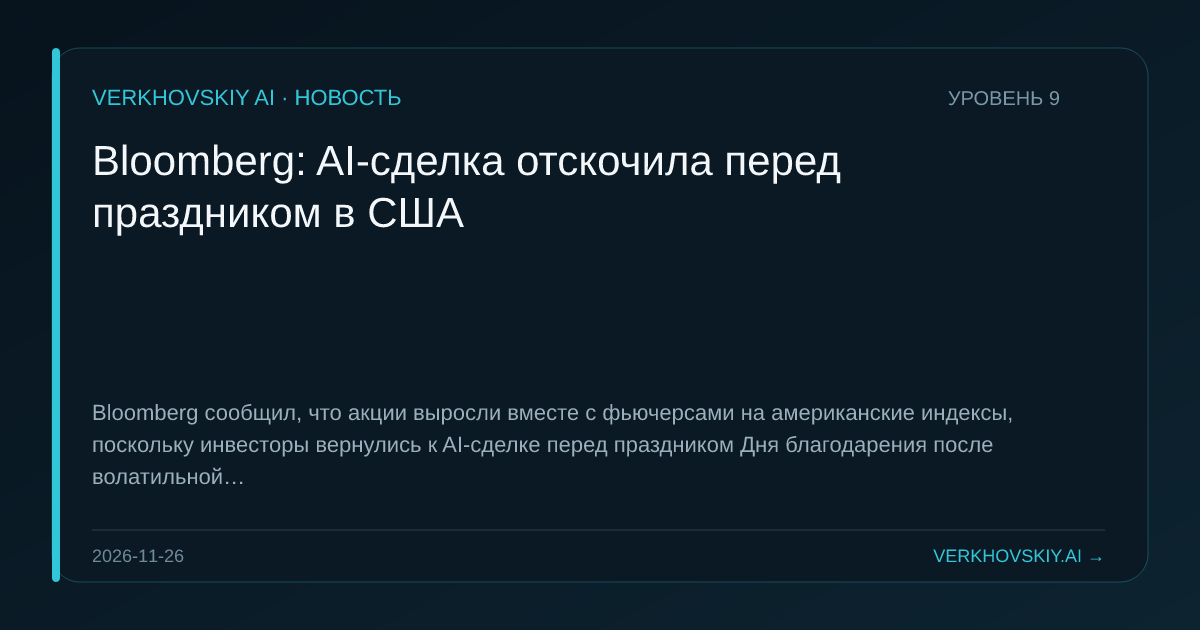 VERKHOVSKIY AI · НОВОСТЬ
УРОВЕНЬ 9
Bloomberg: AI-сделка отскочила перед
праздником в США
Bloomberg сообщил, что акции выросли вместе с фьючерсами на американские индексы,
поскольку инвесторы вернулись к AI-сделке перед праздником Дня благодарения после
волатильной…
2026-11-26
VERKHOVSKIY.AI →